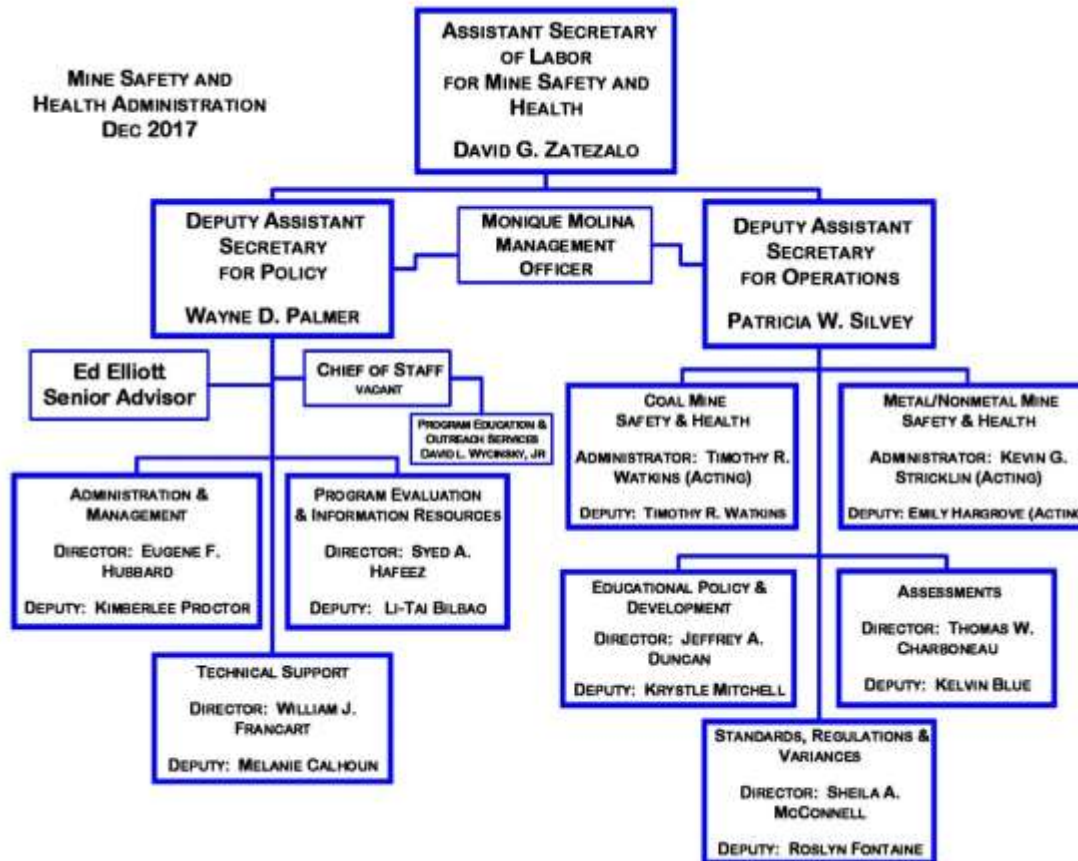 MINE SAFETY AND
HEALTH ADMINISTRATION
DEC 2017
ASSISTANT SECRETARY
OF LABOR
FOR MINE SAFETY AND
HEALTH
DAVID G. ZATEZALO
DEPUTY ASSISTANT
SECRETARY
FOR POLICY
WAYNE D. PALMER
MONIQUE MOLINA
MANAGEMENT
OFFICER
DEPUTY ASSISTANT
SECRETARY
FOR OPERATIONS
PATRICIA W. SILVEY
Ed Elliott
Senior Advisor
CHIEF OF STAFF
VACANT
PROGRAM EDUCATION &
OUTREACH SERVICES
DAVID L. WYCINSKY, JR
ADMINISTRATION &
MANAGEMENT
DIRECTOR: EUGENE F.
HUBBARD
DEPUTY: KIMBERLEE PROCTOR
PROGRAM EVALUATION
& INFORMATION RESOURCES
DIRECTOR: SYED A.
HAFEEZ
DEPUTY: LI-TAI BILBAO
TECHNICAL SUPPORT
DIRECTOR: WILLIAM J.
FRANCART
DEPUTY: MELANIE CALHOUN
COAL MINE
SAFETY & HEALTH
ADMINISTRATOR: TIMOTHY R.
WATKINS (ACTING)
DEPUTY: TIMOTHY R. WATKINS
METAL/NONMETAL MINE
SAFETY & HEALTH
ADMINISTRATOR: KEVIN G.
STRICKLIN (ACTING)
DEPUTY: EMILY HARGROVE (ACTING
EDUCATIONAL POLICY &
DEVELOPMENT
DIRECTOR: JEFFREY A.
DUNCAN
DEPUTY: KRYSTLE MITCHELL
ASSESSMENTS
DIRECTOR: THOMAS W.
CHARBONEAU
DEPUTY: KELVIN BLUE
STANDARDS, REGULATIONS &
VARIANCES
DIRECTOR: SHEILA A.
MCCONNELL
DEPUTY: ROSLYN FONTAINE